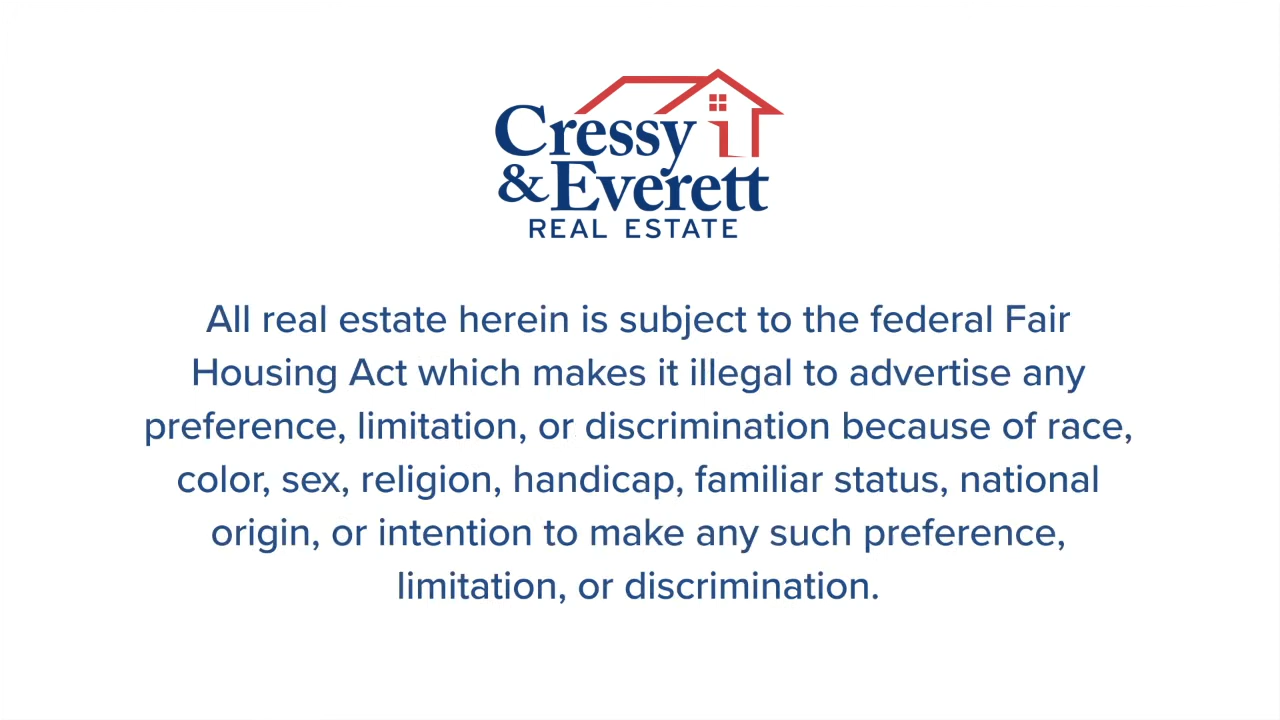 Cressy
& Everett
REAL ESTATE
All real estate herein is subject to the federal Fair
Housing Act which makes it illegal to advertise any
preference, limitation, or discrimination because of race,
color, sex, religion, handicap, familiar status, national
origin, or intention to make any such preference,
limitation, or discrimination.